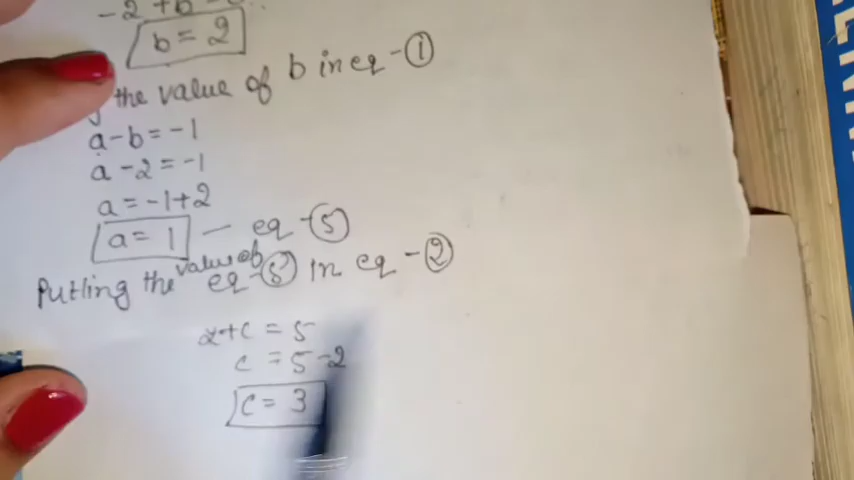 -2 + b
b = 2
the value of b in eq - ①
a - b = -1
a - 2 = -1
a = -1 + 2
a = 1 — eq - ⑤
Putting the value of eq - ⑤ in eq - ②
2 + c = 5
c = 5 - 2
c = 3